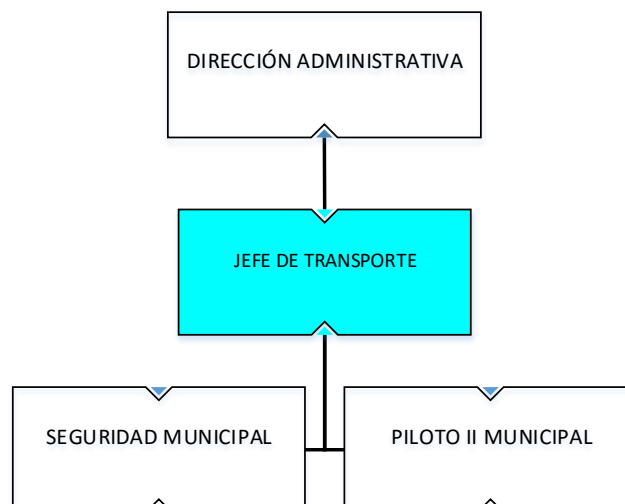 DIRECCIÓN ADMINISTRATIVA
JEFE DE TRANSPORTE
SEGURIDAD MUNICIPAL
PILOTO II MUNICIPAL